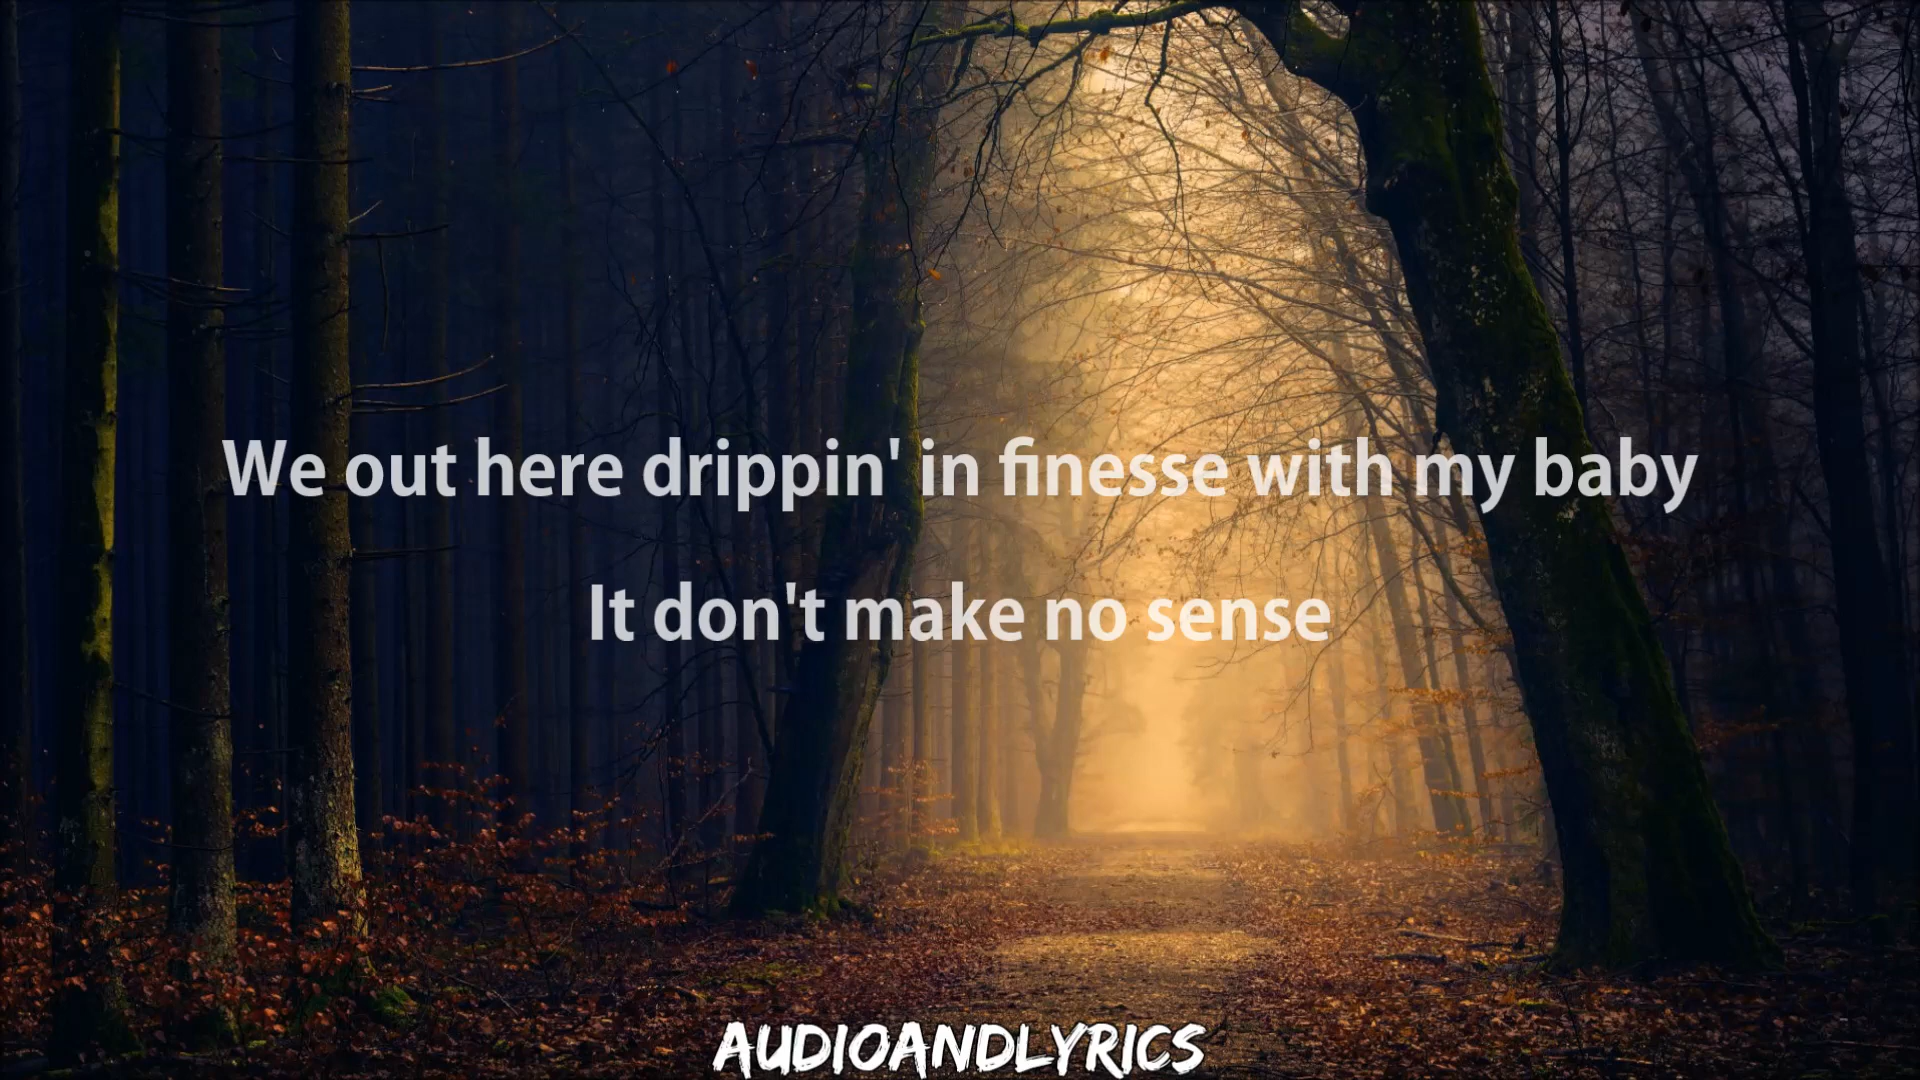 We out here drippin' in finesse with my baby
It don't make no sense
AUDIOANDLYRICS